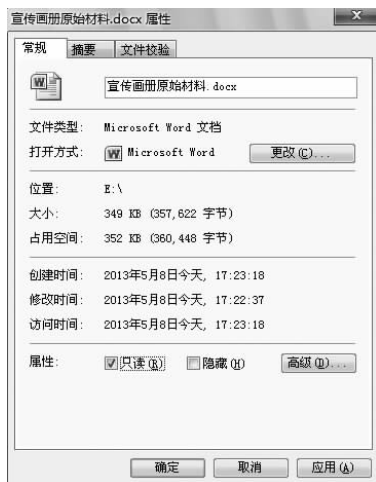 宣传画册原始材料.docx 属性
常规 摘要 文件校验
宣传画册原始材料.docx
文件类型: Microsoft Word 文档
打开方式: Microsoft Word 更改(C)...
位置: E:\
大小: 349 KB (357,622 字节)
占用空间: 352 KB (360,448 字节)
创建时间: 2013年5月8日今天, 17:23:18
修改时间: 2013年5月8日今天, 17:22:37
访问时间: 2013年5月8日今天, 17:23:18
属性: 只读(R) 隐藏(H) 高级(D)...
确定 取消 应用(A)